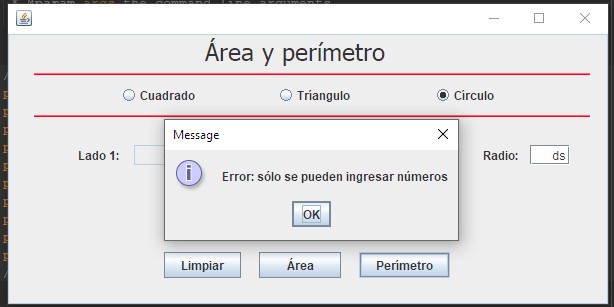 * @param args the command line arguments
Área y perímetro
Cuadrado Triangulo Círculo
Message
Lado 1: Radio: ds
Error: sólo se pueden ingresar números
OK
Limpiar Área Perímetro